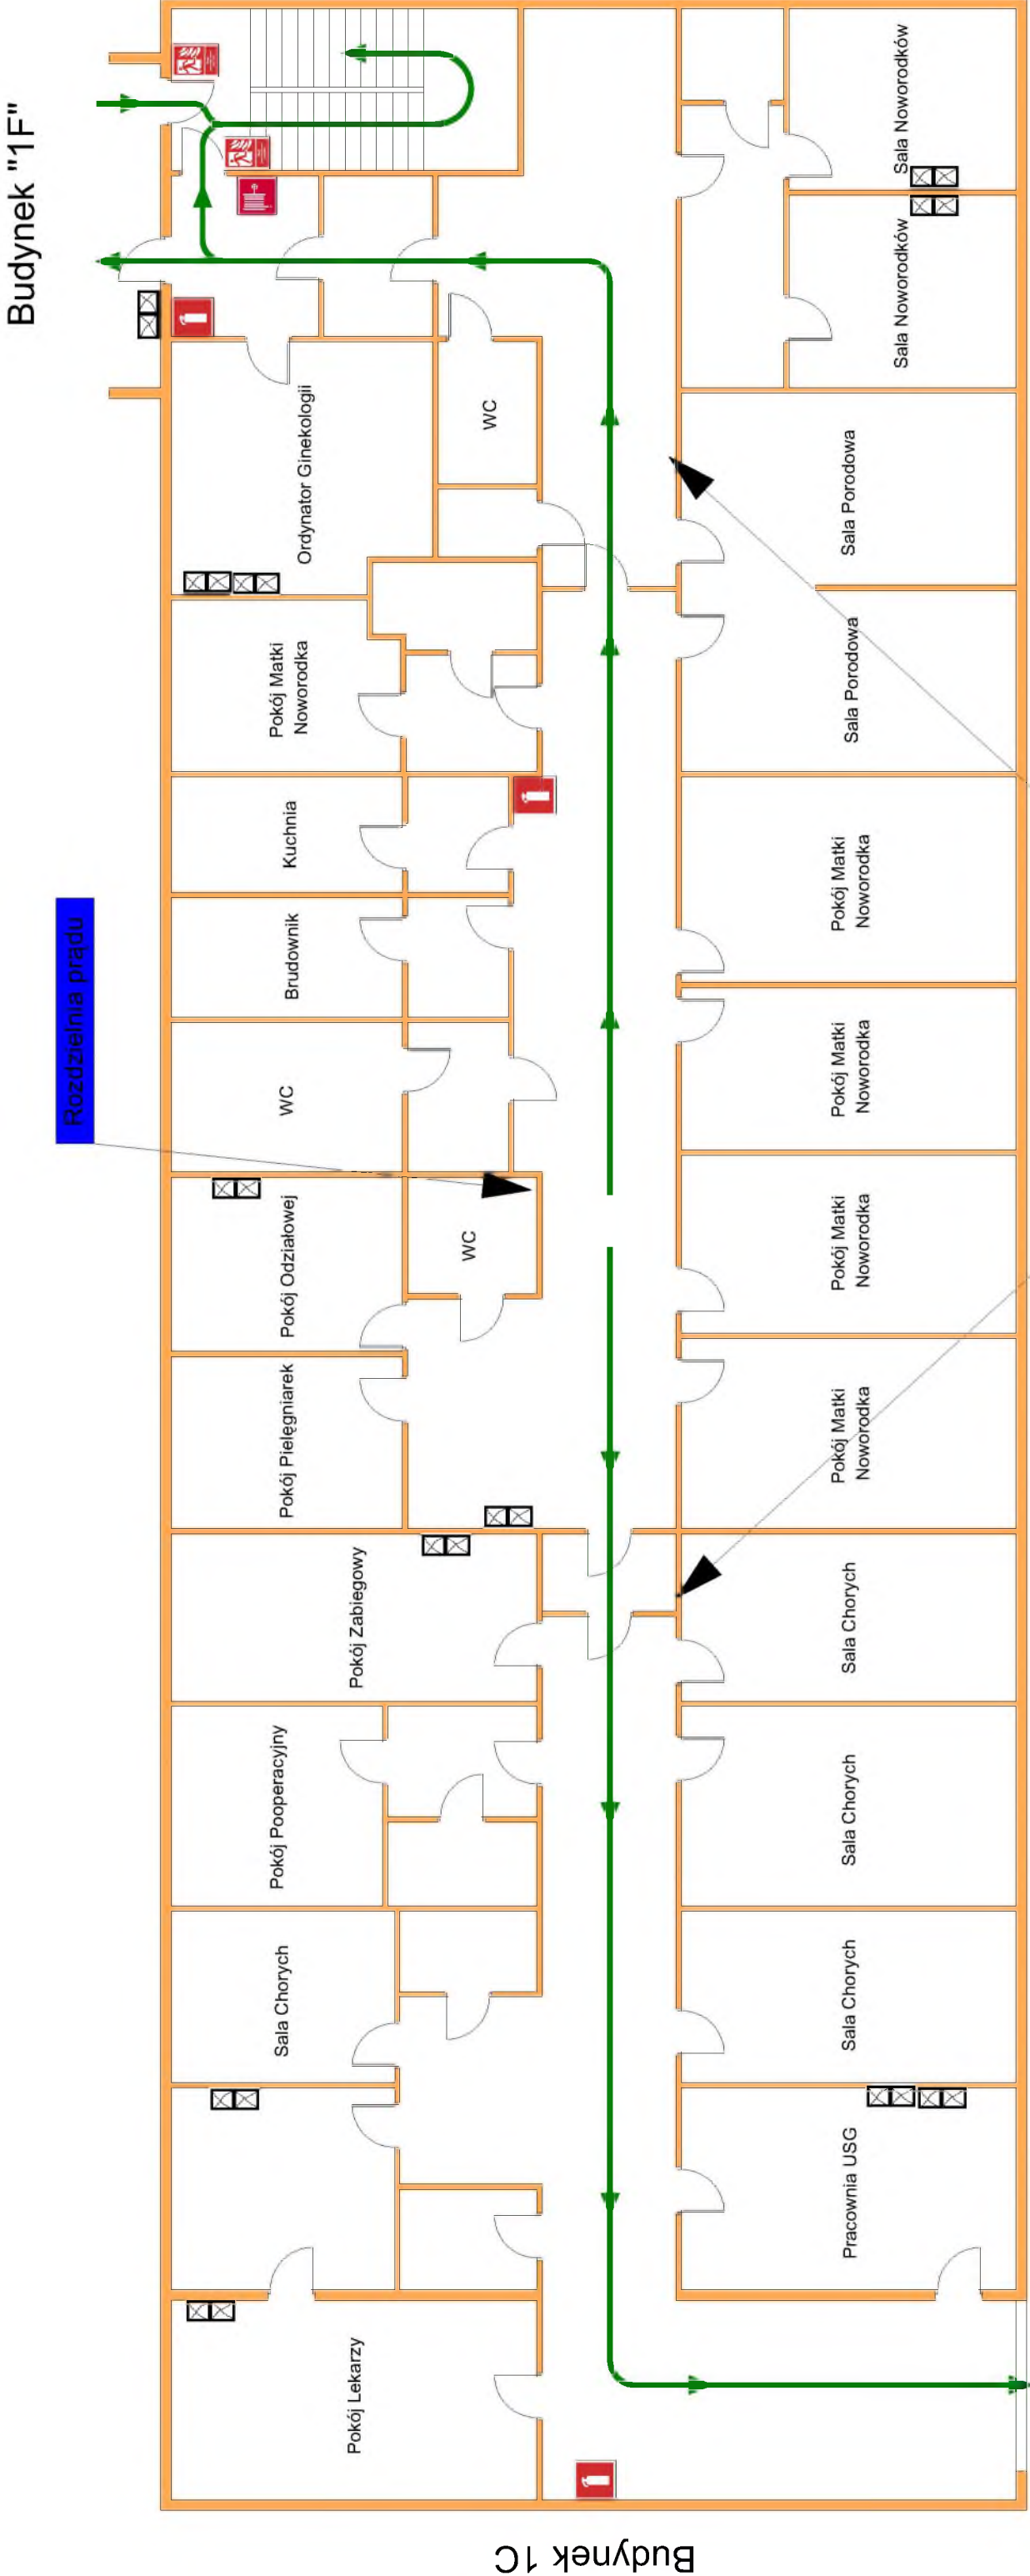 Budynek "1F"
Rozdzielnia prądu
Sala Noworodków
Sala Noworodków
Ordynator Ginekologii
WC
Sala Porodowa
Sala Porodowa
Pokój Matki
Noworodka
Kuchnia
Pokój Matki
Noworodka
Brudownik
Pokój Matki
Noworodka
WC
Pokój Matki
Noworodka
Pokój Odziałowej
WC
Pokój Pielęgniarek
Pokój Matki
Noworodka
Pokój Zabiegowy
Sala Chorych
Pokój Pooperacyjny
Sala Chorych
Sala Chorych
Sala Chorych
Pracownia USG
Pokój Lekarzy
Budynek 1C